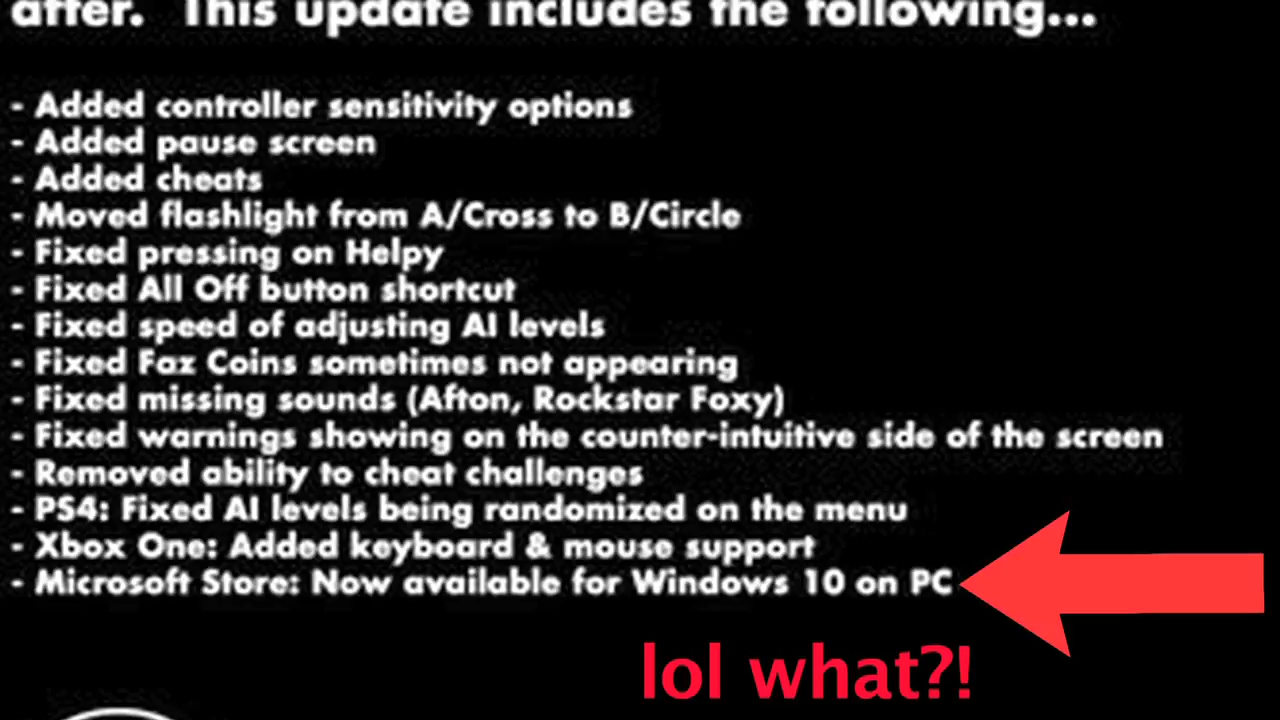 after.  This update includes the following...
- Added controller sensitivity options
- Added pause screen
- Added cheats
- Moved flashlight from A/Cross to B/Circle
- Fixed pressing on Helpy
- Fixed All Off button shortcut
- Fixed speed of adjusting AI levels
- Fixed Faz Coins sometimes not appearing
- Fixed missing sounds (Afton, Rockstar Foxy)
- Fixed warnings showing on the counter-intuitive side of the screen
- Removed ability to cheat challenges
- PS4: Fixed AI levels being randomized on the menu
- Xbox One: Added keyboard & mouse support
- Microsoft Store: Now available for Windows 10 on PC
lol what?!